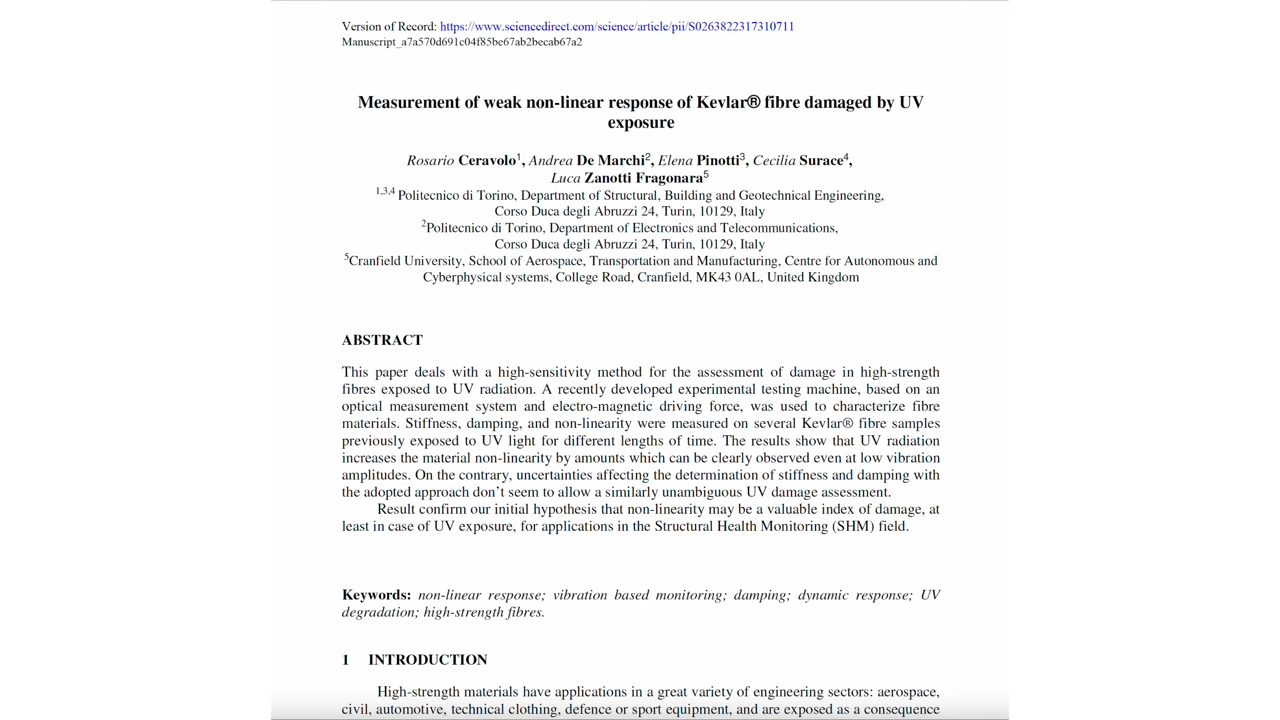 Version of Record: https://www.sciencedirect.com/science/article/pii/S0263822317310711
Manuscript_a7a570d691c04f85be67ab2becab67a2
Measurement of weak non-linear response of Kevlar® fibre damaged by UV
exposure
Rosario Ceravolo1, Andrea De Marchi2, Elena Pinotti3, Cecilia Surace4,
Luca Zanotti Fragonara5
1,3,4 Politecnico di Torino, Department of Structural, Building and Geotechnical Engineering,
Corso Duca degli Abruzzi 24, Turin, 10129, Italy
2Politecnico di Torino, Department of Electronics and Telecommunications,
Corso Duca degli Abruzzi 24, Turin, 10129, Italy
5Cranfield University, School of Aerospace, Transportation and Manufacturing, Centre for Autonomous and
Cyberphysical systems, College Road, Cranfield, MK43 0AL, United Kingdom
ABSTRACT
This paper deals with a high-sensitivity method for the assessment of damage in high-strength
fibres exposed to UV radiation. A recently developed experimental testing machine, based on an
optical measurement system and electro-magnetic driving force, was used to characterize fibre
materials. Stiffness, damping, and non-linearity were measured on several Kevlar® fibre samples
previously exposed to UV light for different lengths of time. The results show that UV radiation
increases the material non-linearity by amounts which can be clearly observed even at low vibration
amplitudes. On the contrary, uncertainties affecting the determination of stiffness and damping with
the adopted approach don't seem to allow a similarly unambiguous UV damage assessment.
Result confirm our initial hypothesis that non-linearity may be a valuable index of damage, at
least in case of UV exposure, for applications in the Structural Health Monitoring (SHM) field.
Keywords: non-linear response; vibration based monitoring; damping; dynamic response; UV
degradation; high-strength fibres.
1 INTRODUCTION
High-strength materials have applications in a great variety of engineering sectors: aerospace,
civil, automotive, technical clothing, defence or sport equipment, and are exposed as a consequence